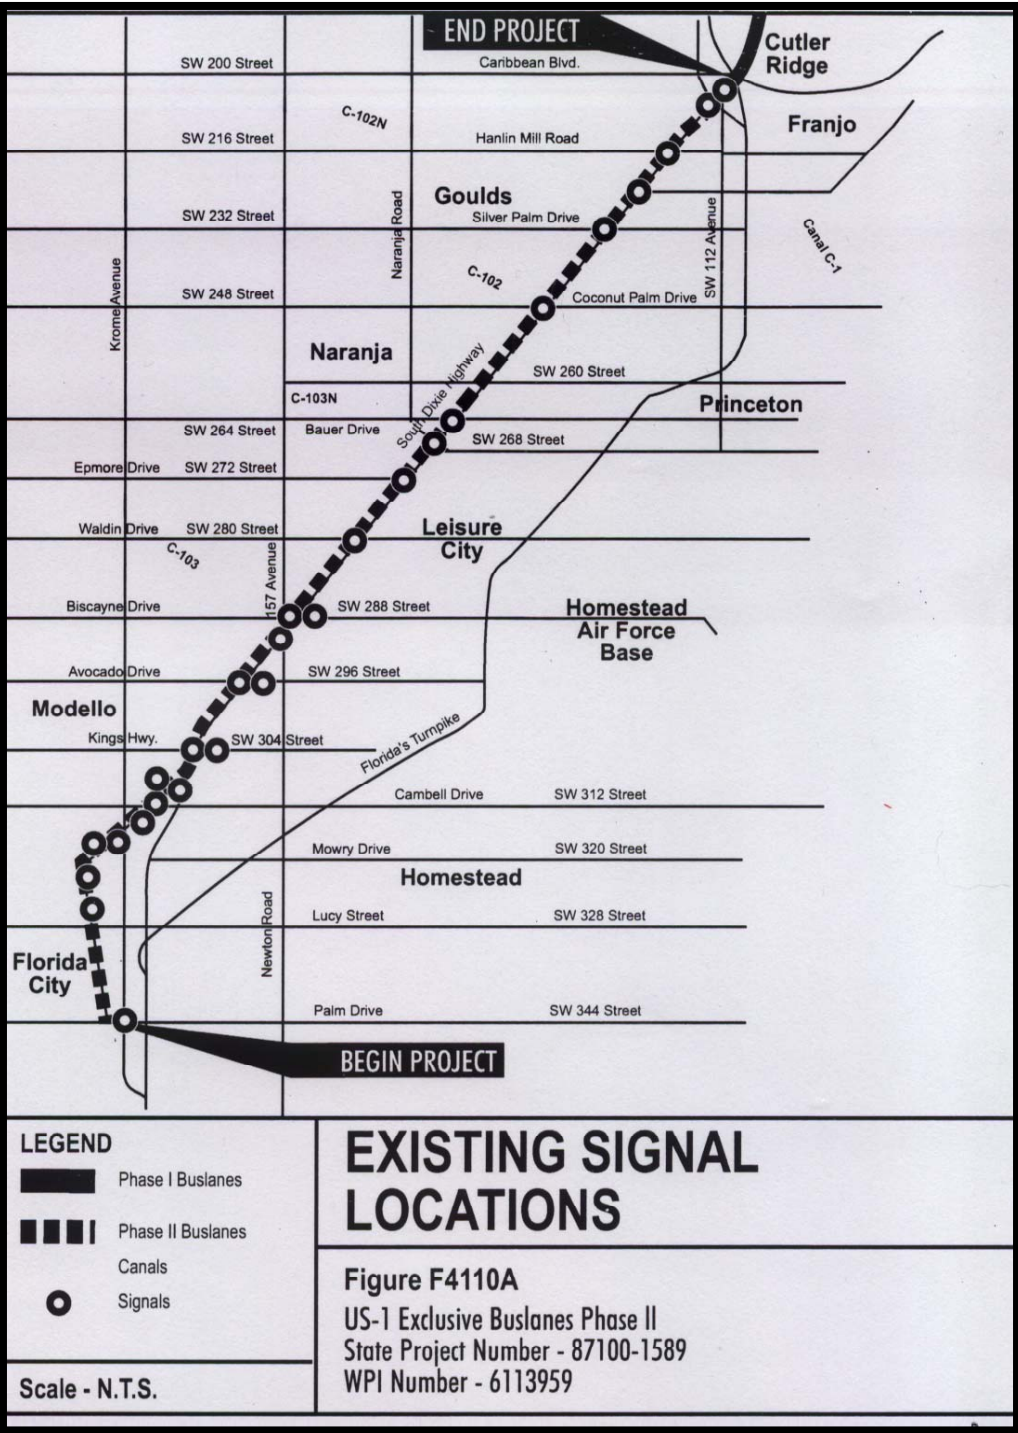 END PROJECT
Cutler
Ridge
SW 200 Street
Caribbean Blvd.
C-102N
Franjo
SW 216 Street
Hanlin Mill Road
Goulds
SW 232 Street
Silver Palm Drive
Naranja Road
SW 112 Avenue
Canal C-1
C-102
SW 248 Street
Coconut Palm Drive
Krome Avenue
Naranja
South Dixie Highway
SW 260 Street
C-103N
Princeton
SW 264 Street
Bauer Drive
SW 268 Street
Epmore Drive
SW 272 Street
Waldin Drive
SW 280 Street
Leisure
City
C-103
157 Avenue
Biscayne Drive
SW 288 Street
Homestead
Air Force
Base
Avocado Drive
SW 296 Street
Modello
Kings Hwy.
SW 304 Street
Florida's Turnpike
Cambell Drive
SW 312 Street
Mowry Drive
SW 320 Street
Homestead
Lucy Street
SW 328 Street
Newton Road
Florida
City
Palm Drive
SW 344 Street
BEGIN PROJECT
LEGEND
Phase I Buslanes
Phase II Buslanes
Canals
Signals
Scale - N.T.S.
EXISTING SIGNAL
LOCATIONS
Figure F4110A
US-1 Exclusive Buslanes Phase II
State Project Number - 87100-1589
WPI Number - 6113959